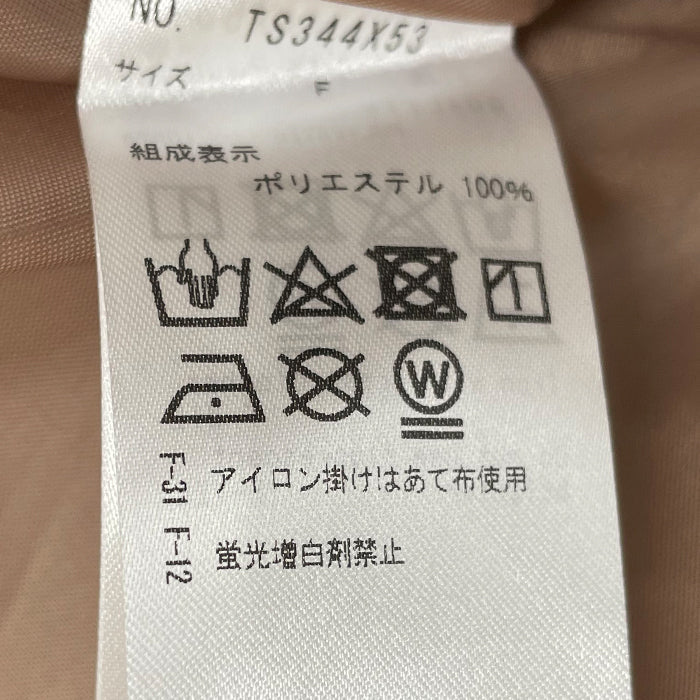 NO. TS344X53
サイズ F
組成表示
ポリエステル 100%
W
F-31 アイロン掛けはあて布使用
F-12 蛍光増白剤禁止